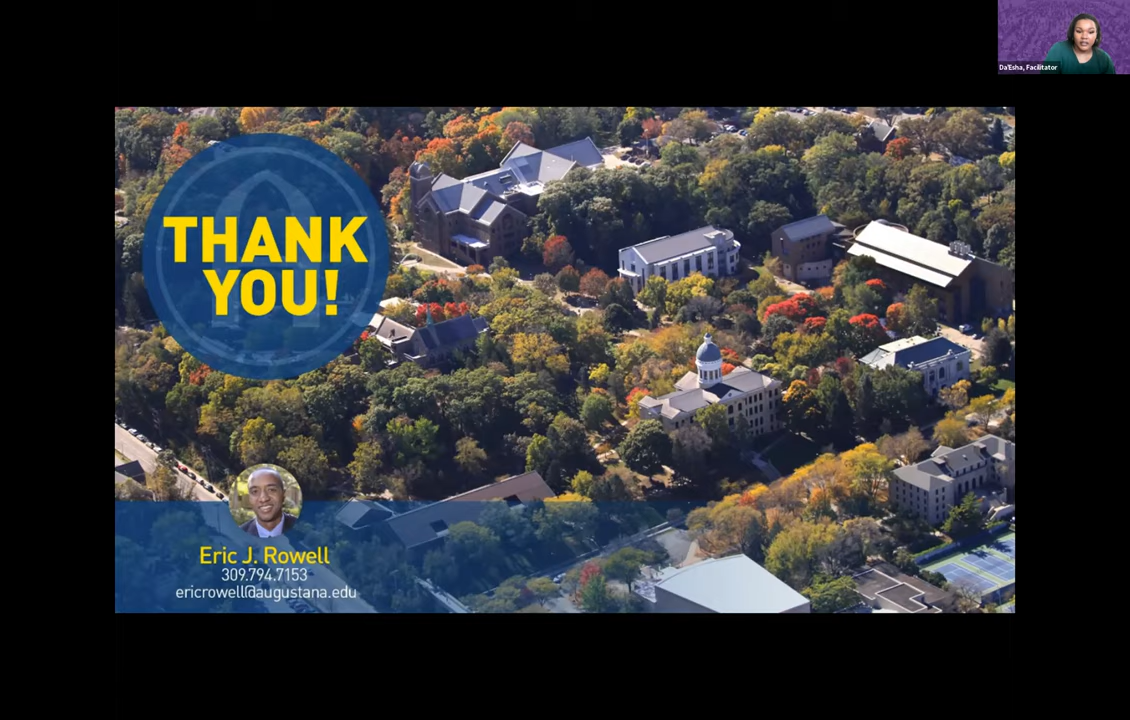 Da'Esha, Facilitator
THANK
YOU!
Eric J. Rowell
309.794.7153
ericrowell@augustana.edu